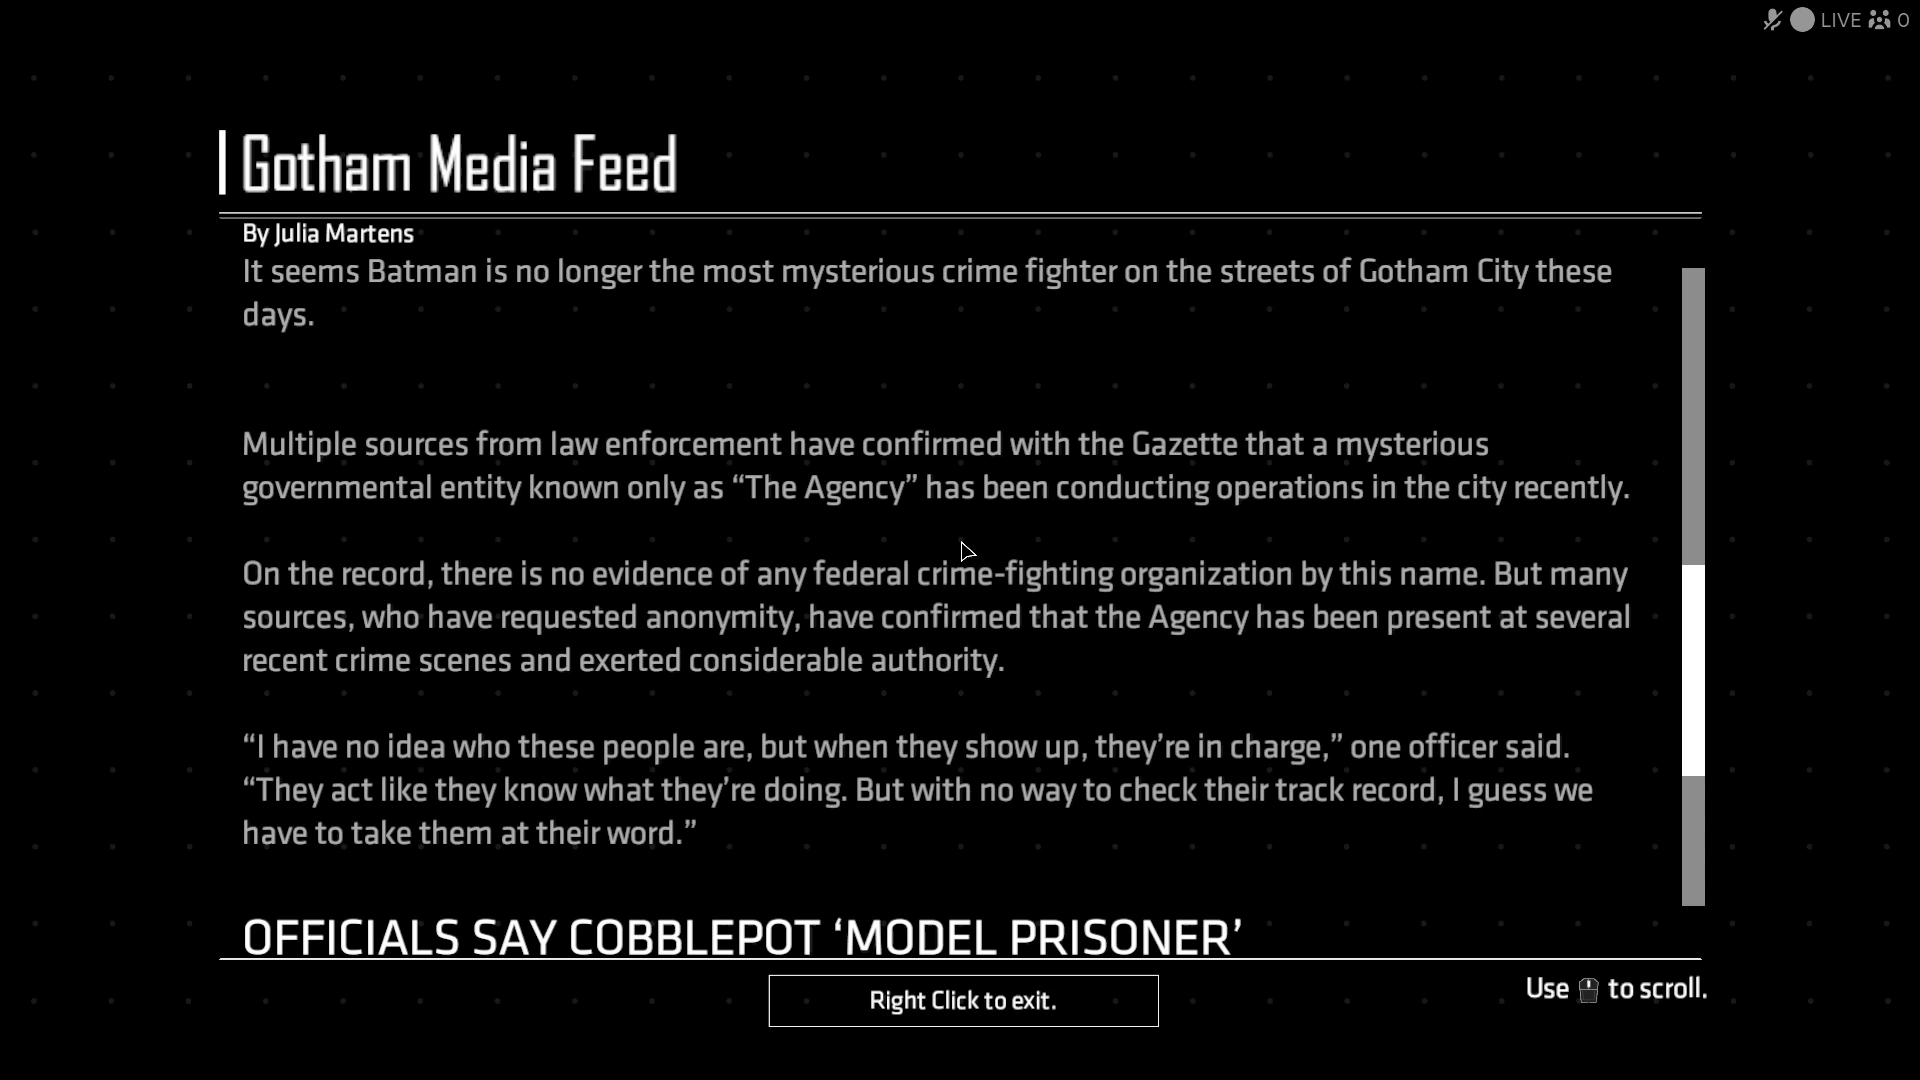 LIVE 0
Gotham Media Feed
By Julia Martens
It seems Batman is no longer the most mysterious crime fighter on the streets of Gotham City these
days.
Multiple sources from law enforcement have confirmed with the Gazette that a mysterious
governmental entity known only as “The Agency” has been conducting operations in the city recently.
On the record, there is no evidence of any federal crime-fighting organization by this name. But many
sources, who have requested anonymity, have confirmed that the Agency has been present at several
recent crime scenes and exerted considerable authority.
“I have no idea who these people are, but when they show up, they’re in charge,” one officer said.
“They act like they know what they’re doing. But with no way to check their track record, I guess we
have to take them at their word.”
OFFICIALS SAY COBBLEPOT ‘MODEL PRISONER’
Right Click to exit.
Use to scroll.